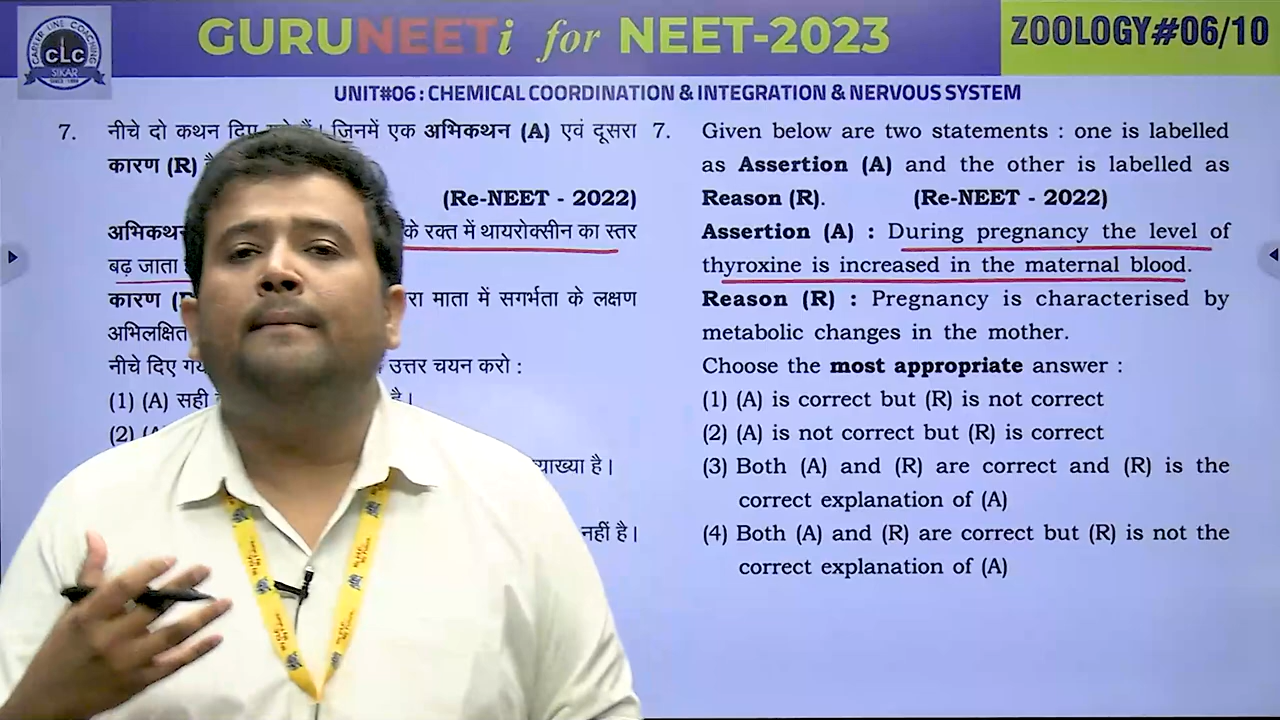 GURUNEETi for NEET-2023
ZOOLOGY#06/10
CAREER LINE COACHING
CLC
SIKAR
UNIT#06 : CHEMICAL COORDINATION & INTEGRATION & NERVOUS SYSTEM
7. नीचे दो कथन दिए जिनमें एक अभिकथन (A) एवं दूसरा
कारण (R)
(Re-NEET - 2022)
अभिकथन के रक्त में थायरोक्सीन का स्तर
बढ़ जाता
कारण माता में सगर्भता के लक्षण
अभिलक्षित
नीचे दिए उत्तर चयन करो :
(1) (A) सही है।
(2)
व्याख्या है।
नहीं है।
7. Given below are two statements : one is labelled
as Assertion (A) and the other is labelled as
Reason (R). (Re-NEET - 2022)
Assertion (A) : During pregnancy the level of
thyroxine is increased in the maternal blood.
Reason (R) : Pregnancy is characterised by
metabolic changes in the mother.
Choose the most appropriate answer :
(1) (A) is correct but (R) is not correct
(2) (A) is not correct but (R) is correct
(3) Both (A) and (R) are correct and (R) is the
correct explanation of (A)
(4) Both (A) and (R) are correct but (R) is not the
correct explanation of (A)